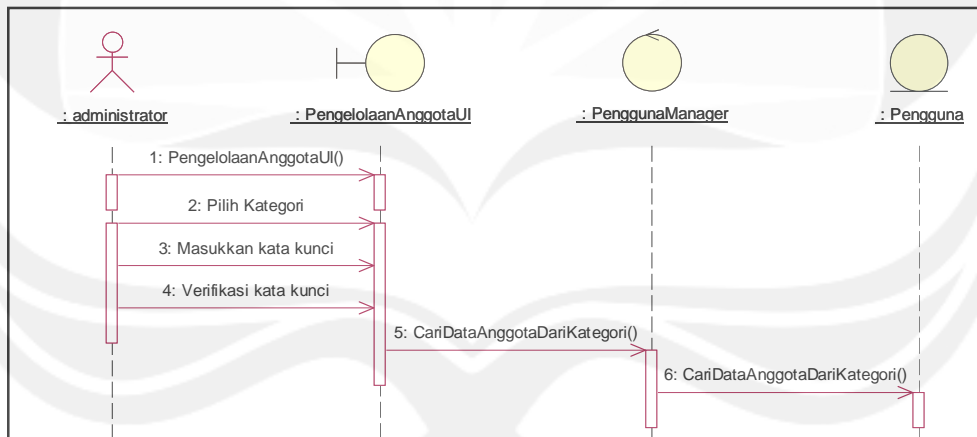 : administrator
: PengelolaanAnggotaUI
: PenggunaManager
: Pengguna
1: PengelolaanAnggotaUI()
2: Pilih Kategori
3: Masukkan kata kunci
4: Verifikasi kata kunci
5: CariDataAnggotaDariKategori()
6: CariDataAnggotaDariKategori()